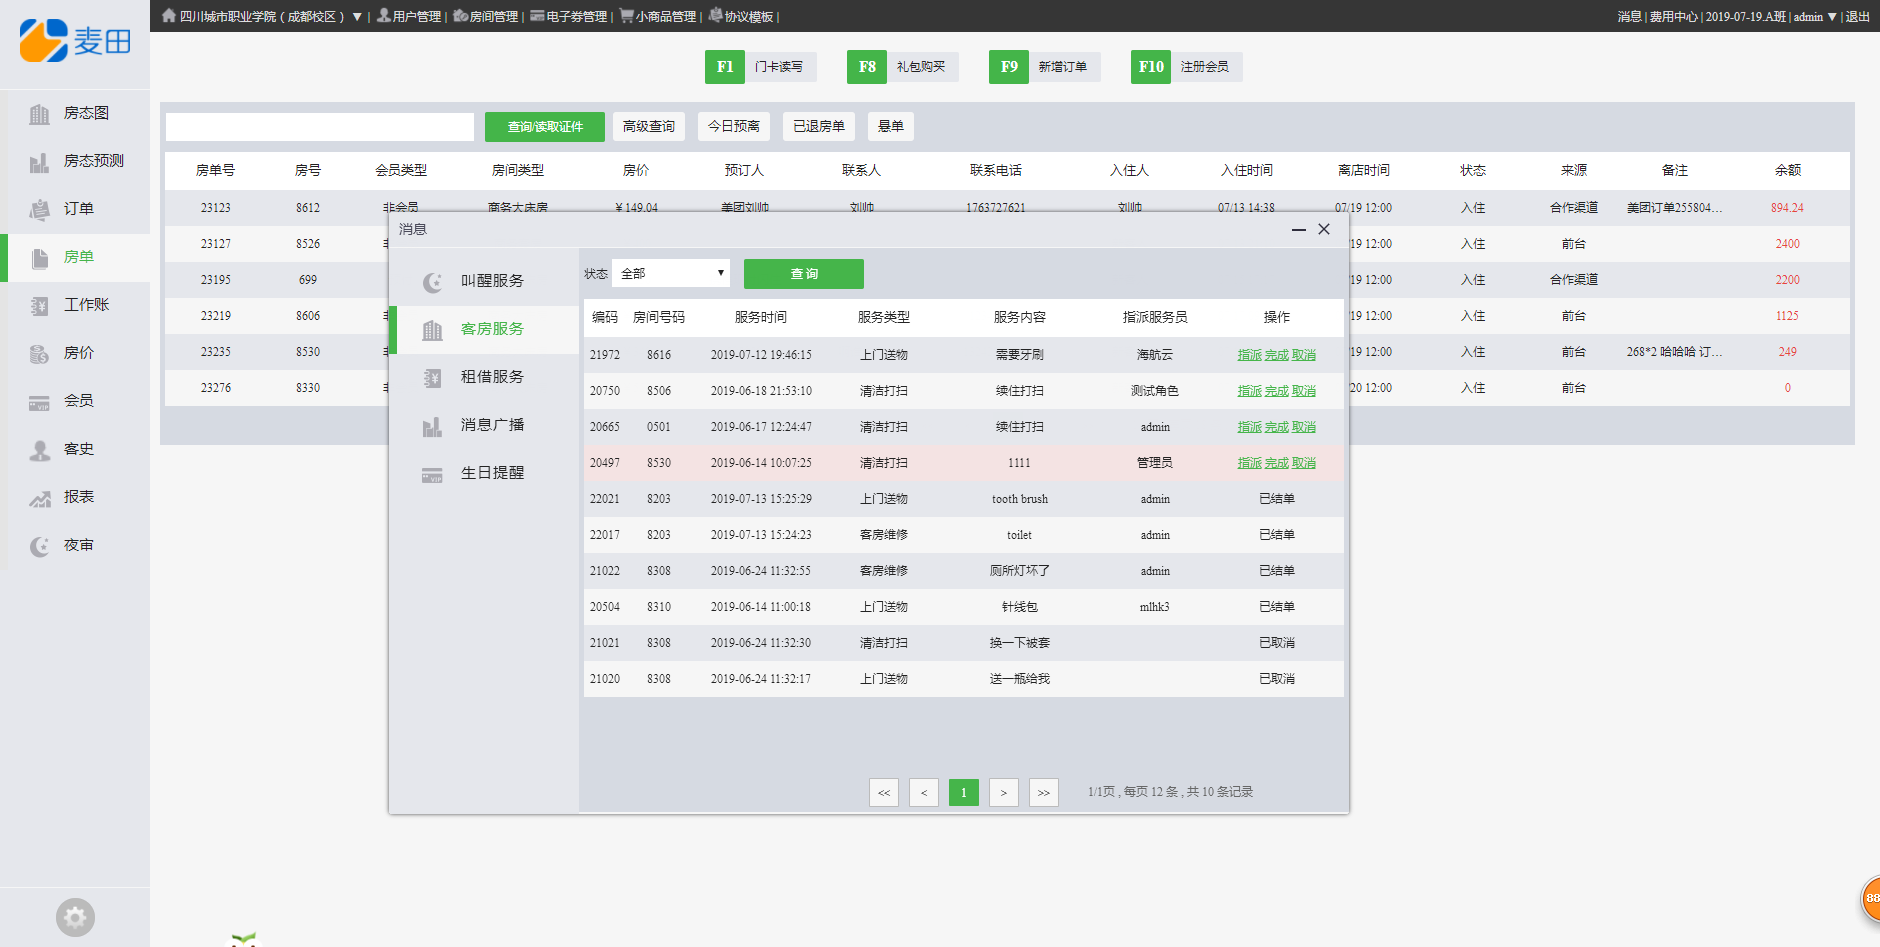 四川城市职业学院（成都校区） ▼ | 用户管理 | 房间管理 | 电子券管理 | 小商品管理 | 协议模板 |
消息 | 费用中心 | 2019-07-19.A班 | admin ▼ | 退出
麦田
F1 门卡读写 F8 礼包购买 F9 新增订单 F10 注册会员
房态图
房态预测
订单
房单
工作账
房价
会员
客史
报表
夜审
查询/读取证件 高级查询 今日预离 已退房单 悬单
房单号 房号 会员类型 房间类型 房价 预订人 联系人 联系电话 入住人 入住时间 离店时间 状态 来源 备注 余额
23123 8612 非会员 商务大床房 ¥ 149.04 美团刘帅 刘帅 1763727621 刘帅 07/13 14:38 07/19 12:00 入住 合作渠道 美团订单255804… 894.24
23127 8526 /19 12:00 入住 前台 2400
23195 699 /19 12:00 入住 合作渠道 2200
23219 8606 /19 12:00 入住 前台 1125
23235 8530 /19 12:00 入住 前台 268*2 哈哈哈 订… 249
23276 8330 20 12:00 入住 前台 0
消息
叫醒服务
客房服务
租借服务
消息广播
生日提醒
状态 全部 ▼ 查 询
编码 房间号码 服务时间 服务类型 服务内容 指派服务员 操作
21972 8616 2019-07-12 19:46:15 上门送物 需要牙刷 海航云 指派 完成 取消
20750 8506 2019-06-18 21:53:10 清洁打扫 续住打扫 测试角色 指派 完成 取消
20665 0501 2019-06-17 12:24:47 清洁打扫 续住打扫 admin 指派 完成 取消
20497 8530 2019-06-14 10:07:25 清洁打扫 1111 管理员 指派 完成 取消
22021 8203 2019-07-13 15:25:29 上门送物 tooth brush admin 已结单
22017 8203 2019-07-13 15:24:23 客房维修 toilet admin 已结单
21022 8308 2019-06-24 11:32:55 客房维修 厕所灯坏了 admin 已结单
20504 8310 2019-06-14 11:00:18 上门送物 针线包 mlhk3 已结单
21021 8308 2019-06-24 11:32:30 清洁打扫 换一下被套 已取消
21020 8308 2019-06-24 11:32:17 上门送物 送一瓶给我 已取消
<< < 1 > >> 1/1页 , 每页 12 条 , 共 10 条记录
88